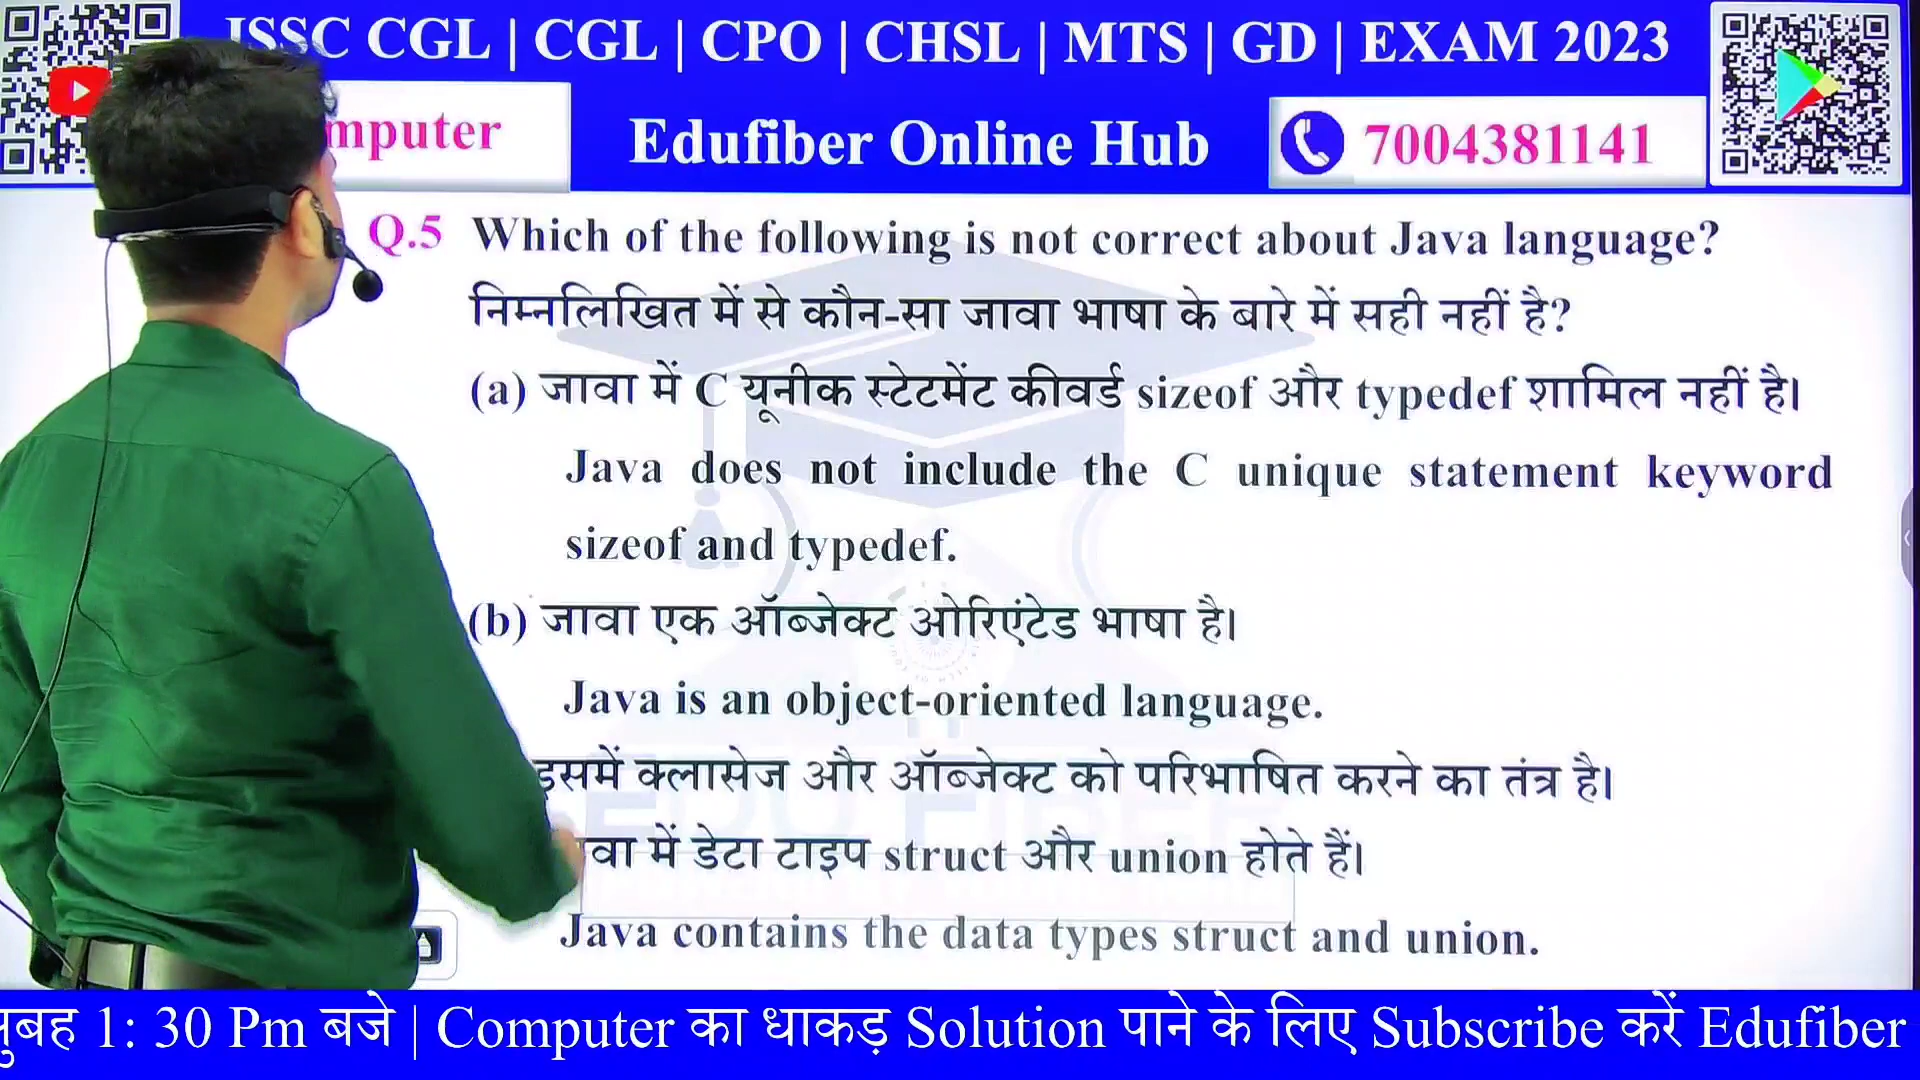 JSSC CGL | CGL | CPO | CHSL | MTS | GD | EXAM 2023
mputer
Edufiber Online Hub
7004381141
Q.5 Which of the following is not correct about Java language?
निम्नलिखित में से कौन-सा जावा भाषा के बारे में सही नहीं है?
(a) जावा में C यूनीक स्टेटमेंट कीवर्ड sizeof और typedef शामिल नहीं है।
Java does not include the C unique statement keyword
sizeof and typedef.
(b) जावा एक ऑब्जेक्ट ओरिएंटेड भाषा है।
Java is an object-oriented language.
इसमें क्लासेज और ऑब्जेक्ट को परिभाषित करने का तंत्र है।
वा में डेटा टाइप struct और union होते हैं।
Java contains the data types struct and union.
EDU FIBER
सुबह 1: 30 Pm बजे | Computer का धाकड़ Solution पाने के लिए Subscribe करें Edufiber